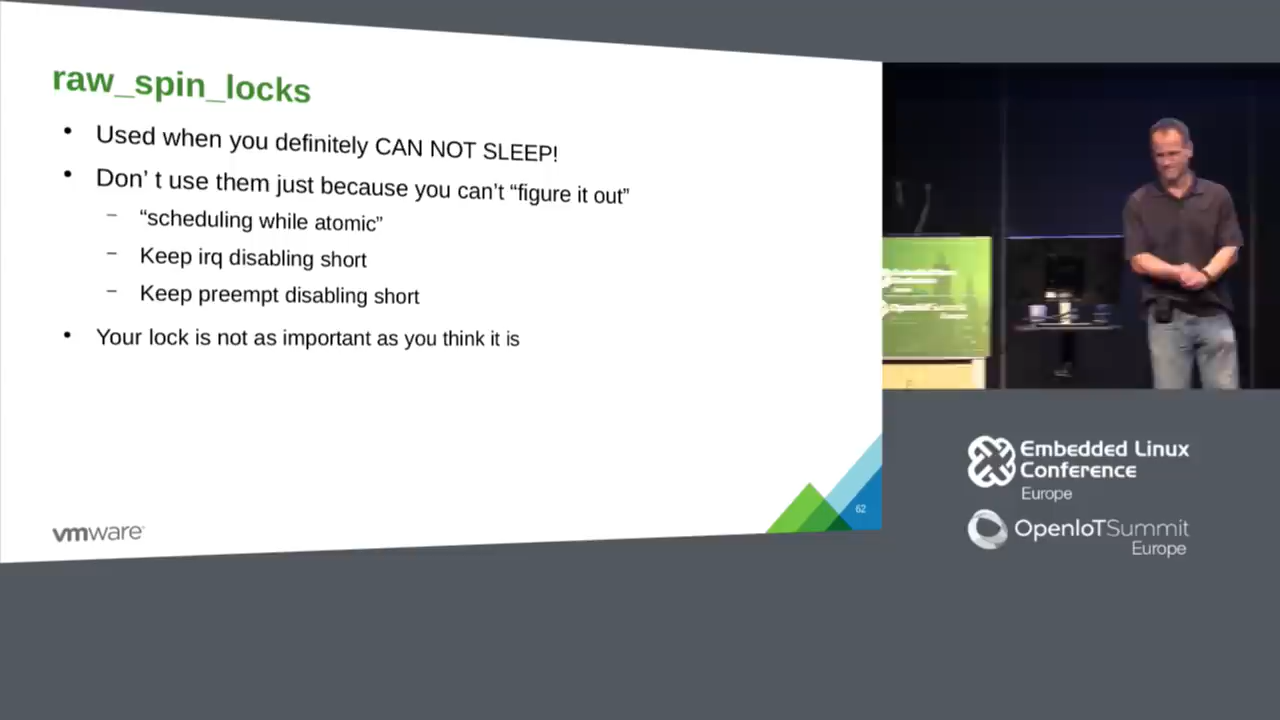 raw_spin_locks
• Used when you definitely CAN NOT SLEEP!
• Don’ t use them just because you can’t “figure it out”
– “scheduling while atomic”
– Keep irq disabling short
– Keep preempt disabling short
• Your lock is not as important as you think it is
62
vmware
Embedded Linux
Conference
Europe
OpenIoTSummit
Europe